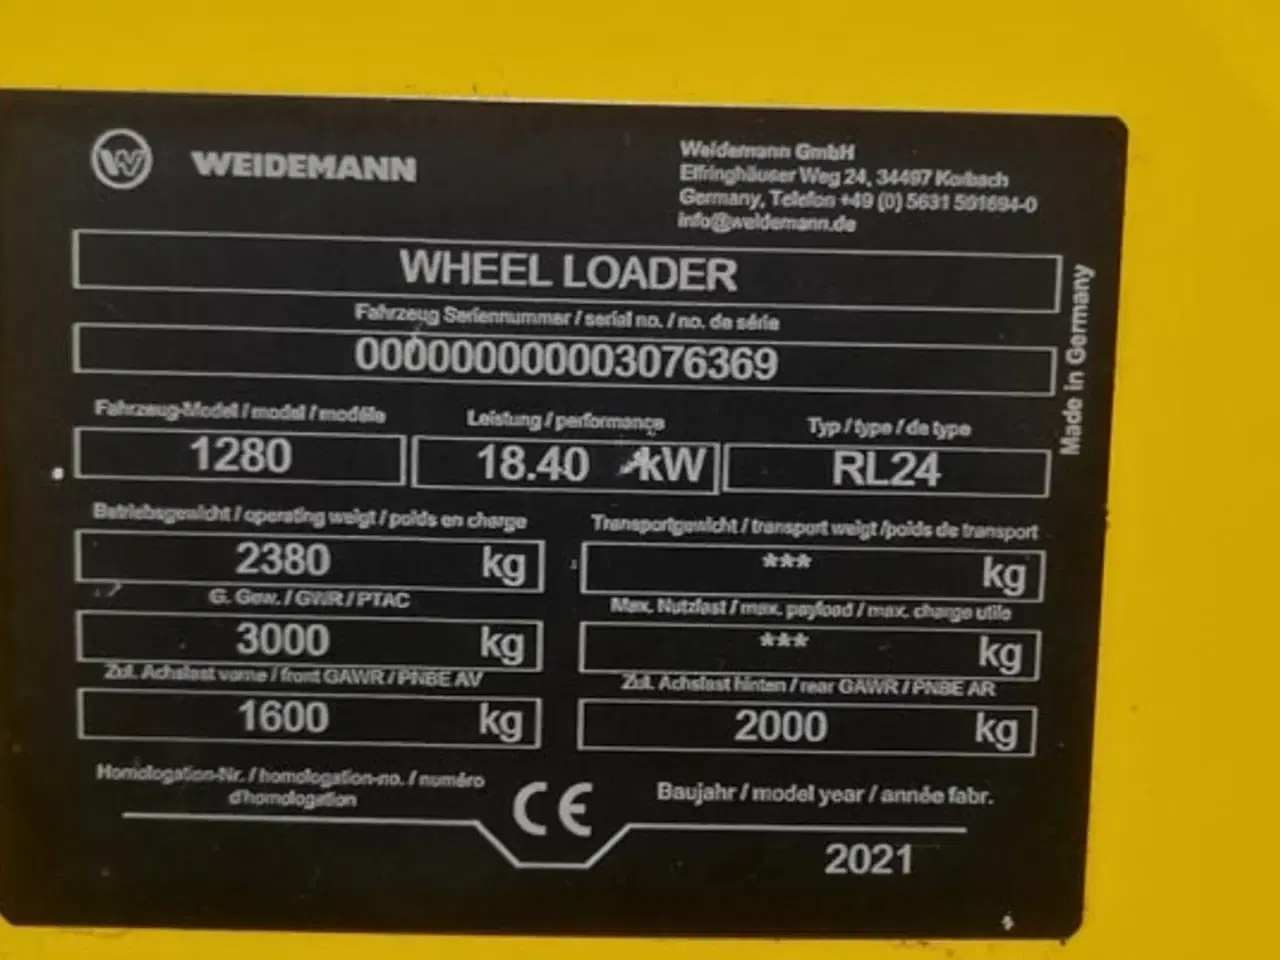 WEIDEMANN
Weidemann GmbH
Elfringhäuser Weg 24, 34497 Korbach
Germany, Telefon +49 (0) 5631 501694-0
info@weidemann.de
WHEEL LOADER
Fahrzeug Seriennummer / serial no. / no. de série
000000000003076369
Fahrzeug-Model / model / modéle
1280
Leistung / performance
18.40 kW
Typ / type / de type
RL24
Betriebsgewicht / operating weigt / poids en charge
2380 kg
Transportgewicht / transport weigt /poids de transport
*** kg
G. Gew. / GWR / PTAC
3000 kg
Max. Nutzlast / max. payload / max. charge utile
*** kg
Zul. Achslast vorne / front GAWR / PNBE AV
1600 kg
Zul. Achslast hinten / rear GAWR / PNBE AR
2000 kg
Homologation-Nr. / homologation-no. / numéro
d'homologation
CE
Baujahr / model year / année fabr.
2021
Made in Germany